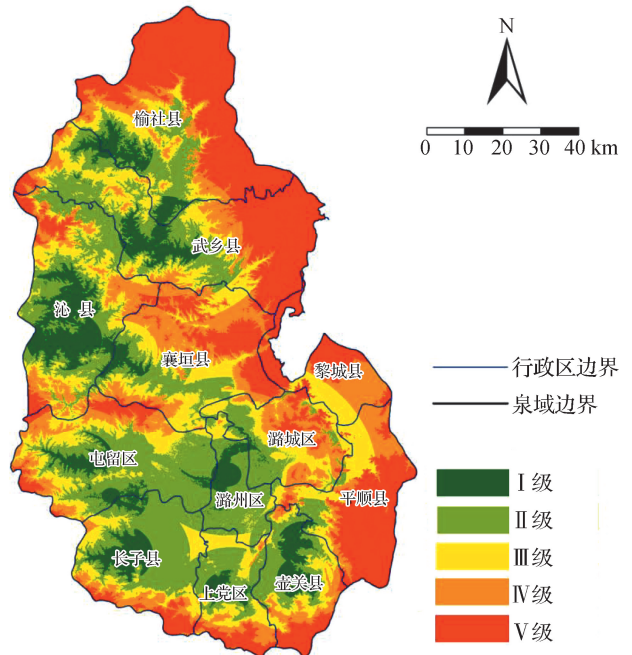 N
0 10 20 30 40 km
榆社县
武乡县
沁 县
襄垣县
黎城县
潞城区
屯留区
潞州区
平顺县
长子县
上党区
壶关县
行政区边界
泉域边界
Ⅰ级
Ⅱ级
Ⅲ级
Ⅳ级
Ⅴ级